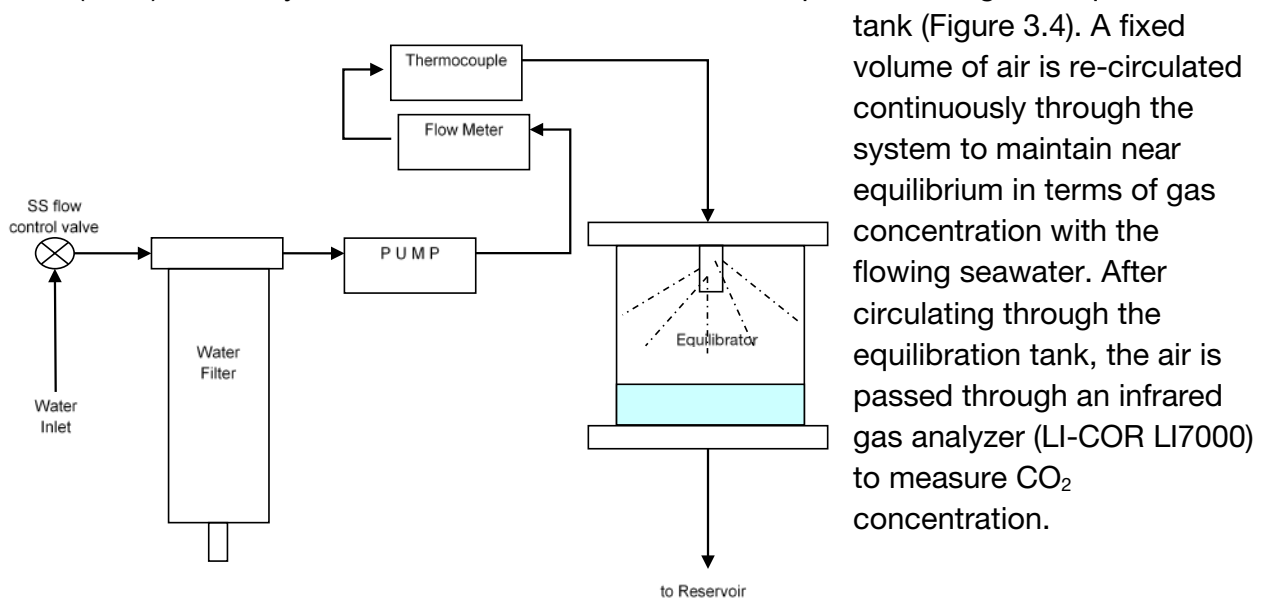 tank (Figure 3.4). A fixed
volume of air is re-circulated
continuously through the
system to maintain near
equilibrium in terms of gas
concentration with the
flowing seawater. After
circulating through the
equilibration tank, the air is
passed through an infrared
gas analyzer (LI-COR LI7000)
to measure CO₂
concentration.
Thermocouple
Flow Meter
SS flow
control valve
P U M P
Water
Filter
Equilibrator
Water
Inlet
to Reservoir